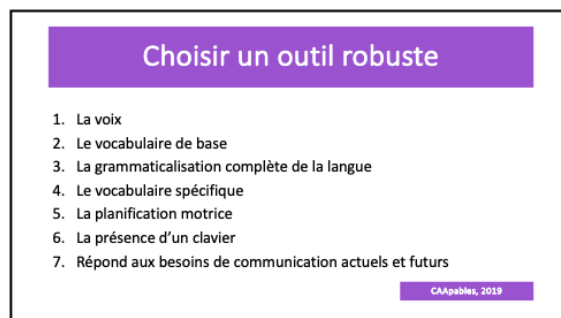 Choisir un outil robuste
1. La voix
2. Le vocabulaire de base
3. La grammaticalisation complète de la langue
4. Le vocabulaire spécifique
5. La planification motrice
6. La présence d'un clavier
7. Répond aux besoins de communication actuels et futurs
CAApables, 2019